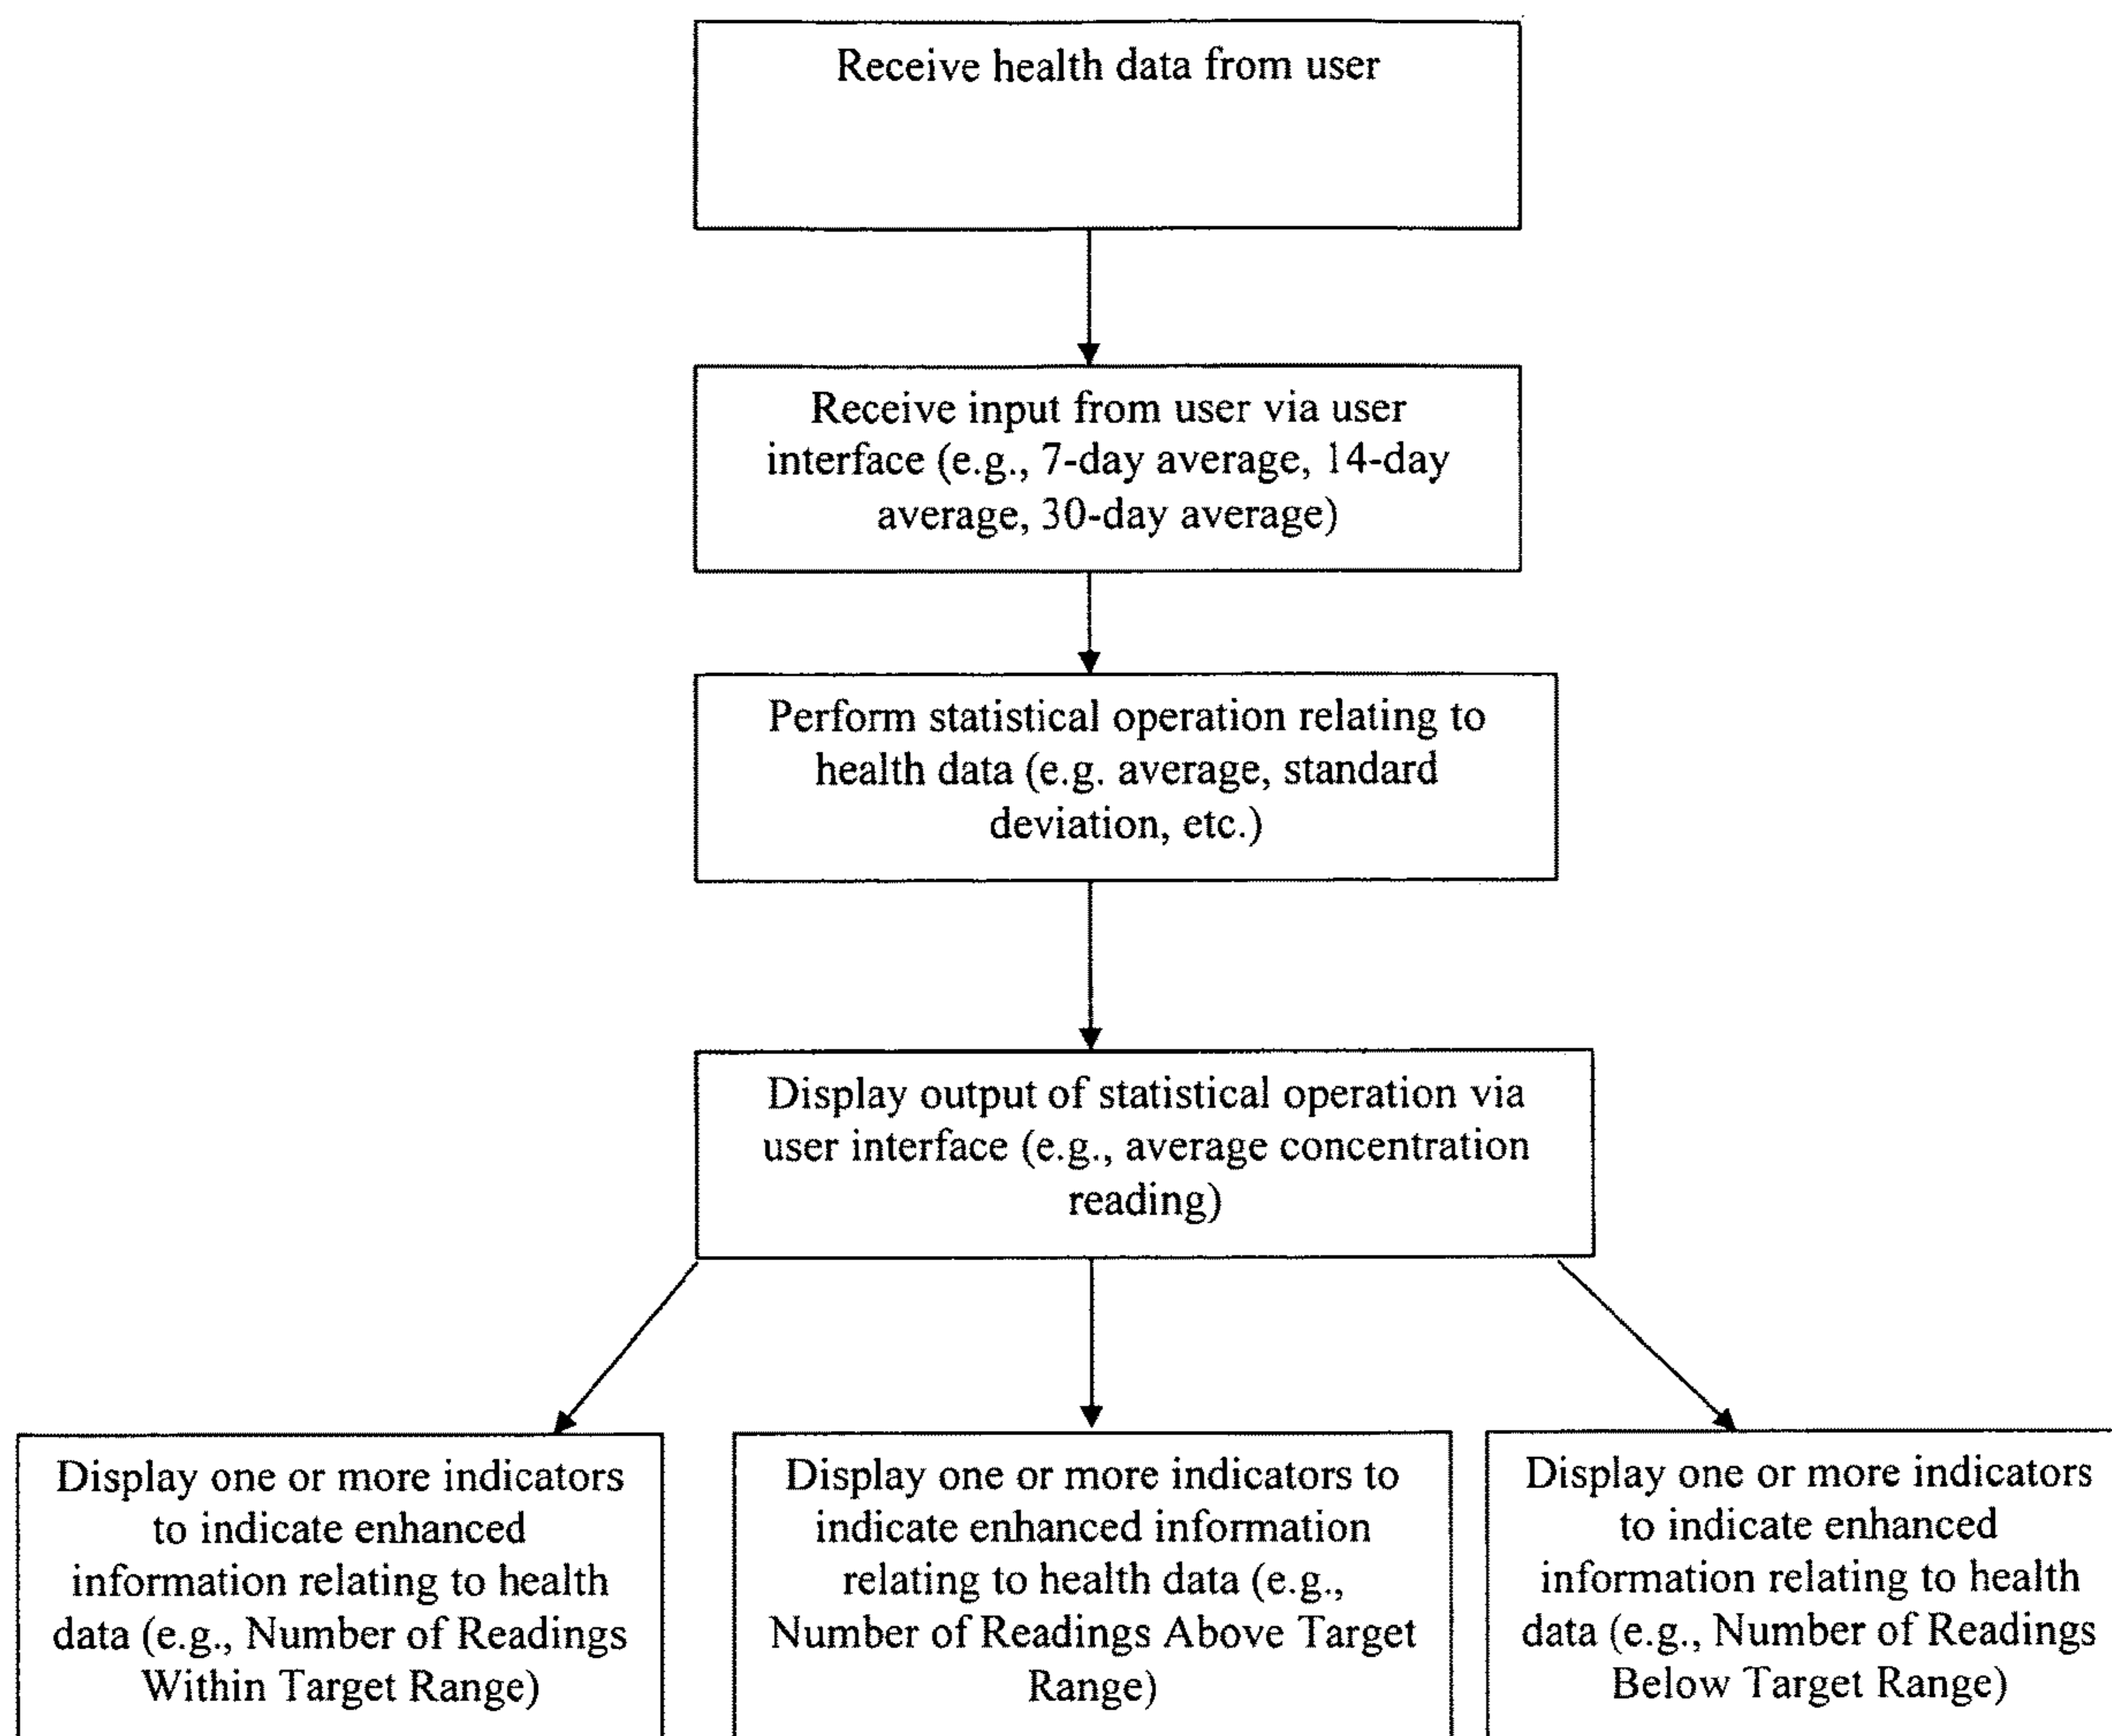 Receive health data from user
Receive input from user via user
interface (e.g., 7-day average, 14-day
average, 30-day average)
Perform statistical operation relating to
health data (e.g. average, standard
deviation, etc.)
Display output of statistical operation via
user interface (e.g., average concentration
reading)
Display one or more indicators
to indicate enhanced
information relating to health
data (e.g., Number of Readings
Within Target Range)
Display one or more indicators to
indicate enhanced information
relating to health data (e.g.,
Number of Readings Above Target
Range)
Display one or more indicators
to indicate enhanced
information relating to health
data (e.g., Number of Readings
Below Target Range)